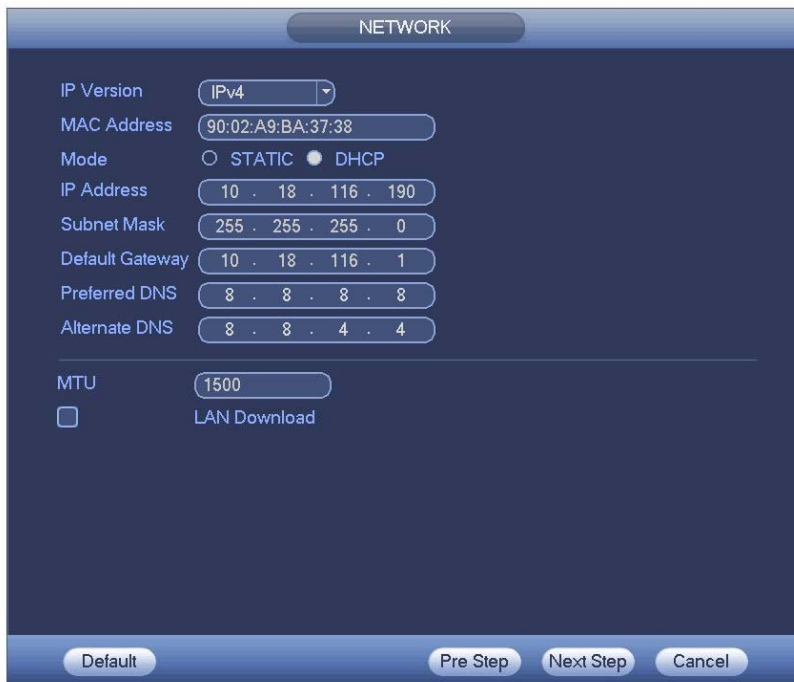 NETWORK
IP Version IPv4
MAC Address 90:02:A9:BA:37:38
Mode STATIC DHCP
IP Address 10 . 18 . 116 . 190
Subnet Mask 255 . 255 . 255 . 0
Default Gateway 10 . 18 . 116 . 1
Preferred DNS 8 . 8 . 8 . 8
Alternate DNS 8 . 8 . 4 . 4
MTU 1500
LAN Download
Default Pre Step Next Step Cancel